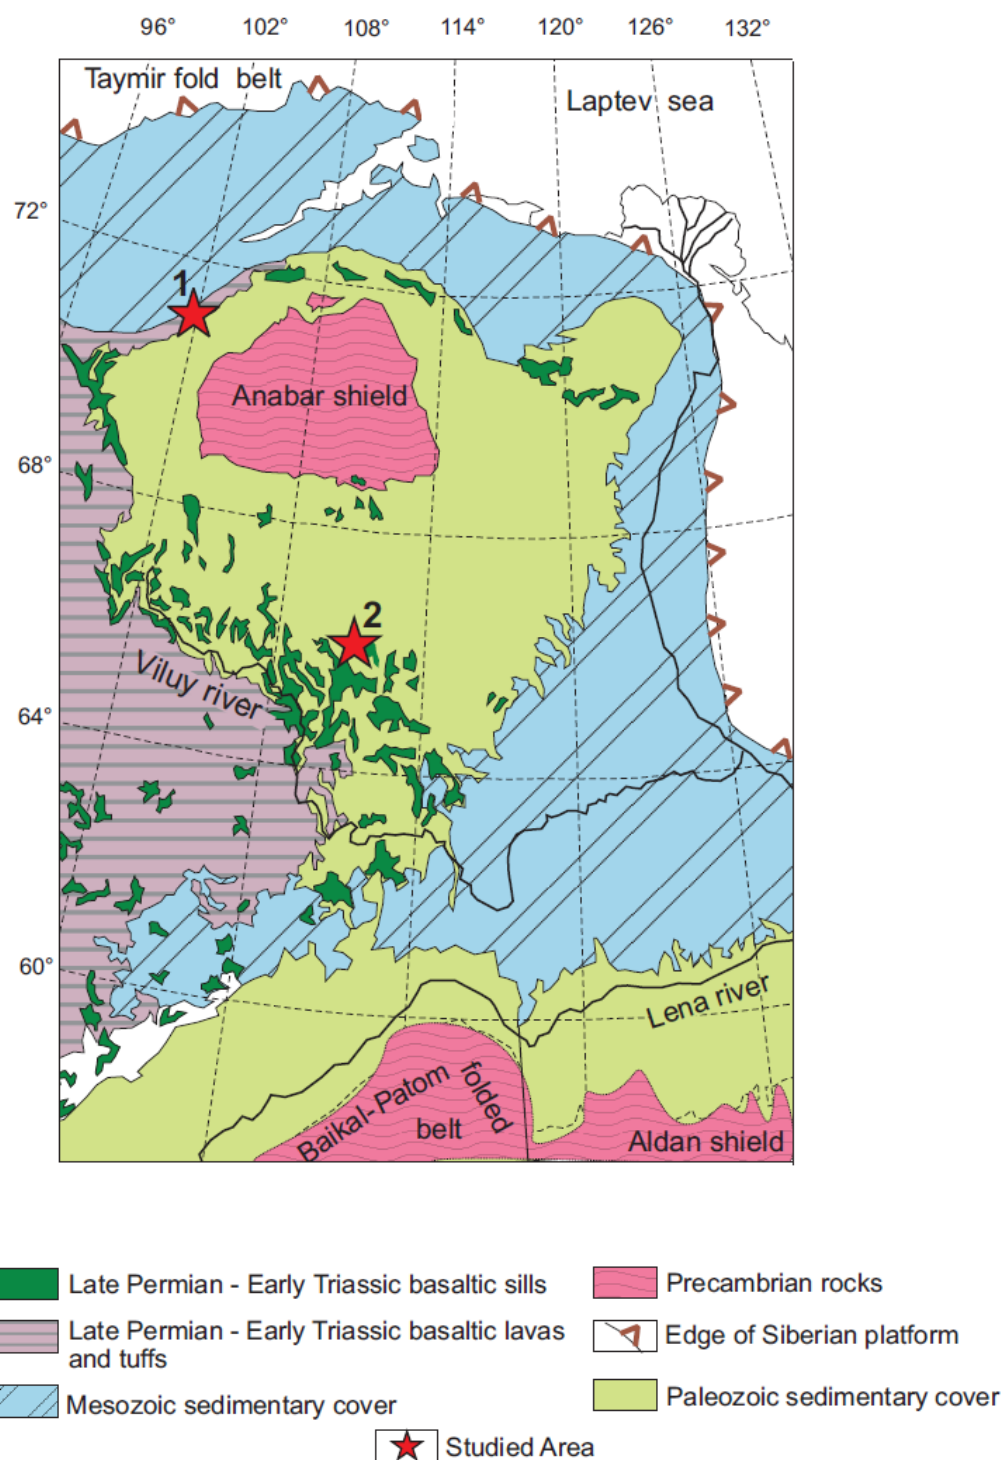 96° 102° 108° 114° 120° 126° 132°
Taymir fold belt
Laptev sea
72°
1
Anabar shield
68°
2
Viluy river
64°
60°
Lena river
Baikal-Patom folded
belt
Aldan shield
Late Permian - Early Triassic basaltic sills
Precambrian rocks
Late Permian - Early Triassic basaltic lavas
and tuffs
Edge of Siberian platform
Mesozoic sedimentary cover
Paleozoic sedimentary cover
Studied Area